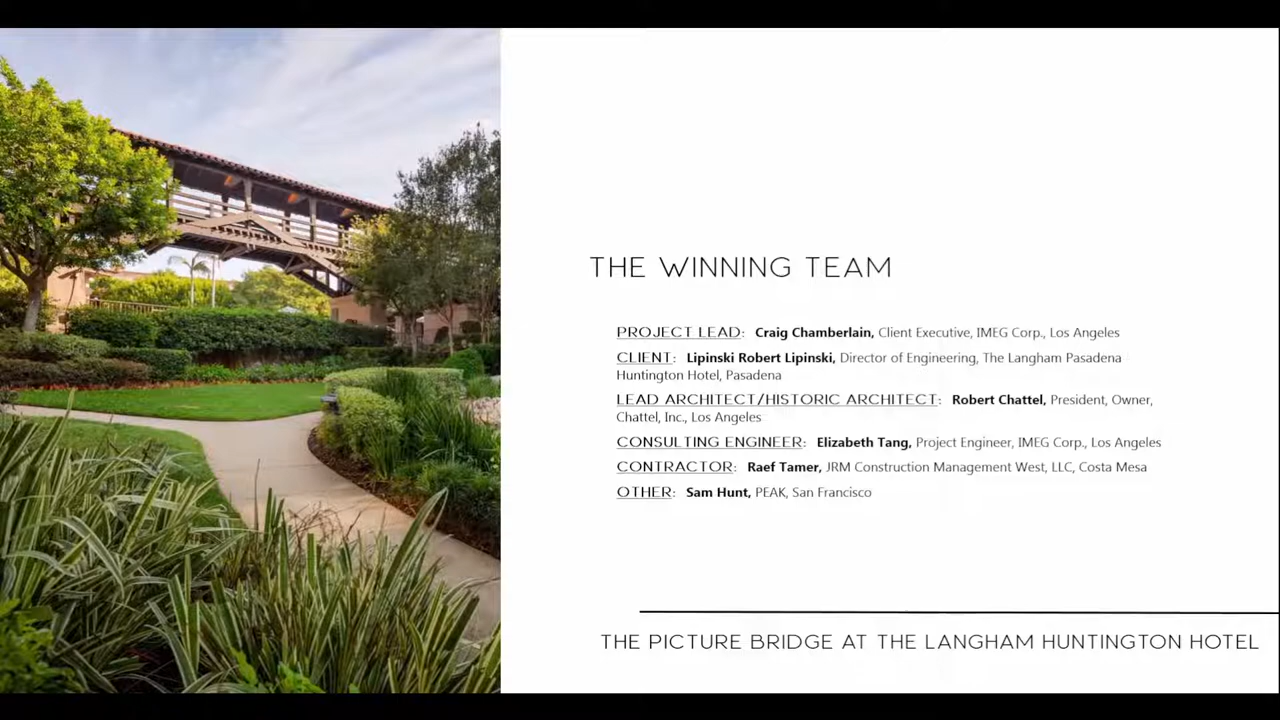 THE WINNING TEAM
PROJECT LEAD: Craig Chamberlain, Client Executive, IMEG Corp., Los Angeles
CLIENT: Lipinski Robert Lipinski, Director of Engineering, The Langham Pasadena
Huntington Hotel, Pasadena
LEAD ARCHITECT/HISTORIC ARCHITECT: Robert Chattel, President, Owner,
Chattel, Inc., Los Angeles
CONSULTING ENGINEER: Elizabeth Tang, Project Engineer, IMEG Corp., Los Angeles
CONTRACTOR: Raef Tamer, JRM Construction Management West, LLC, Costa Mesa
OTHER: Sam Hunt, PEAK, San Francisco
THE PICTURE BRIDGE AT THE LANGHAM HUNTINGTON HOTEL